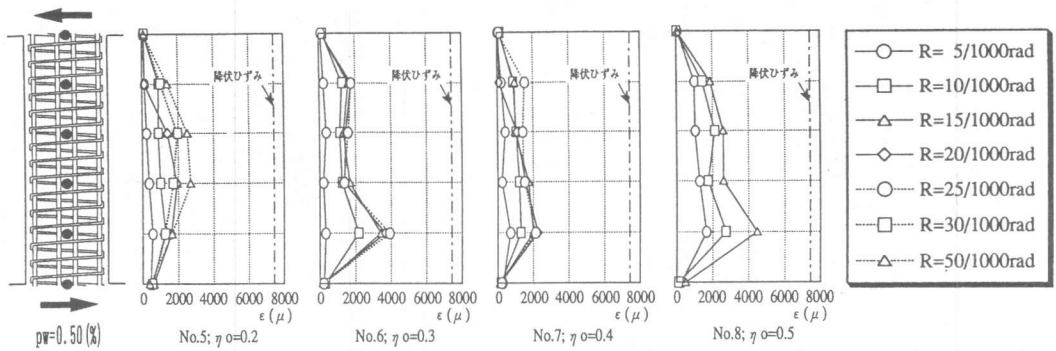 降伏ひずみ
降伏ひずみ
降伏ひずみ
降伏ひずみ
R= 5/1000rad
R=10/1000rad
R=15/1000rad
R=20/1000rad
R=25/1000rad
R=30/1000rad
R=50/1000rad
0 2000 4000 6000 8000
0 2000 4000 6000 8000
0 2000 4000 6000 8000
0 2000 4000 6000 8000
ε(μ)
ε(μ)
ε(μ)
ε(μ)
pw=0.50(%)
No.5; ηo=0.2
No.6; ηo=0.3
No.7; ηo=0.4
No.8; ηo=0.5